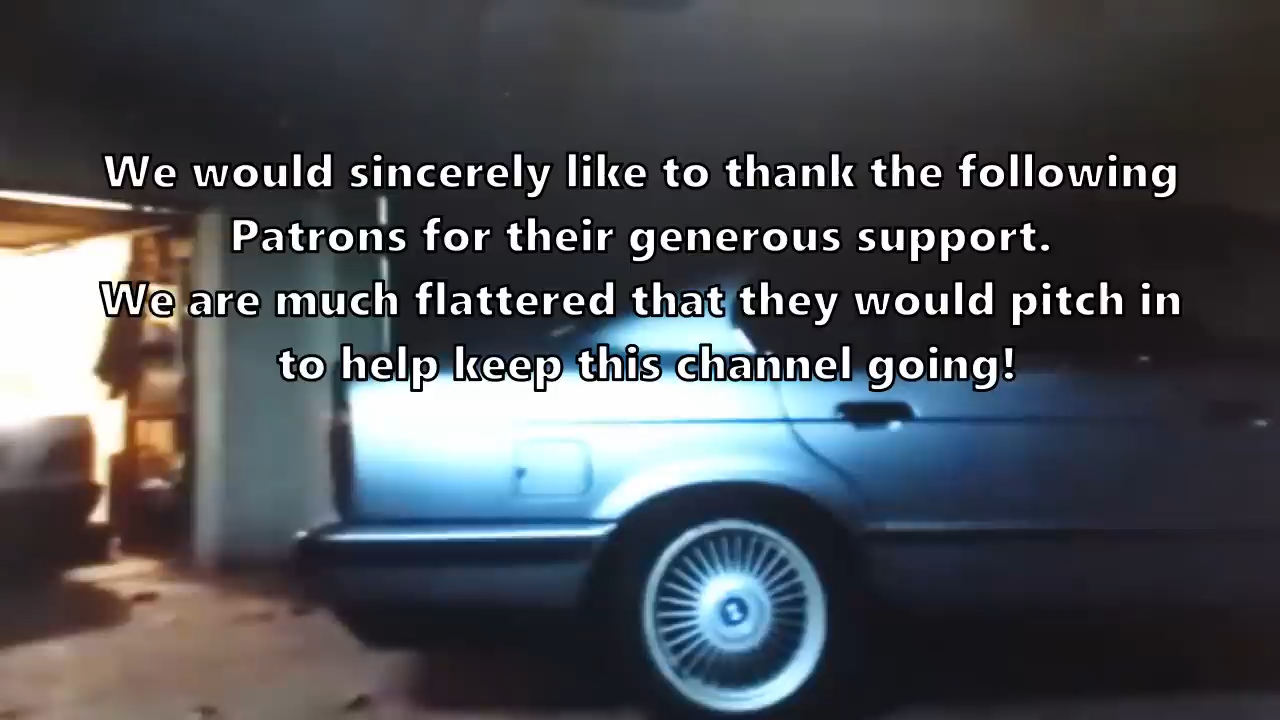 We would sincerely like to thank the following
Patrons for their generous support.
We are much flattered that they would pitch in
to help keep this channel going!